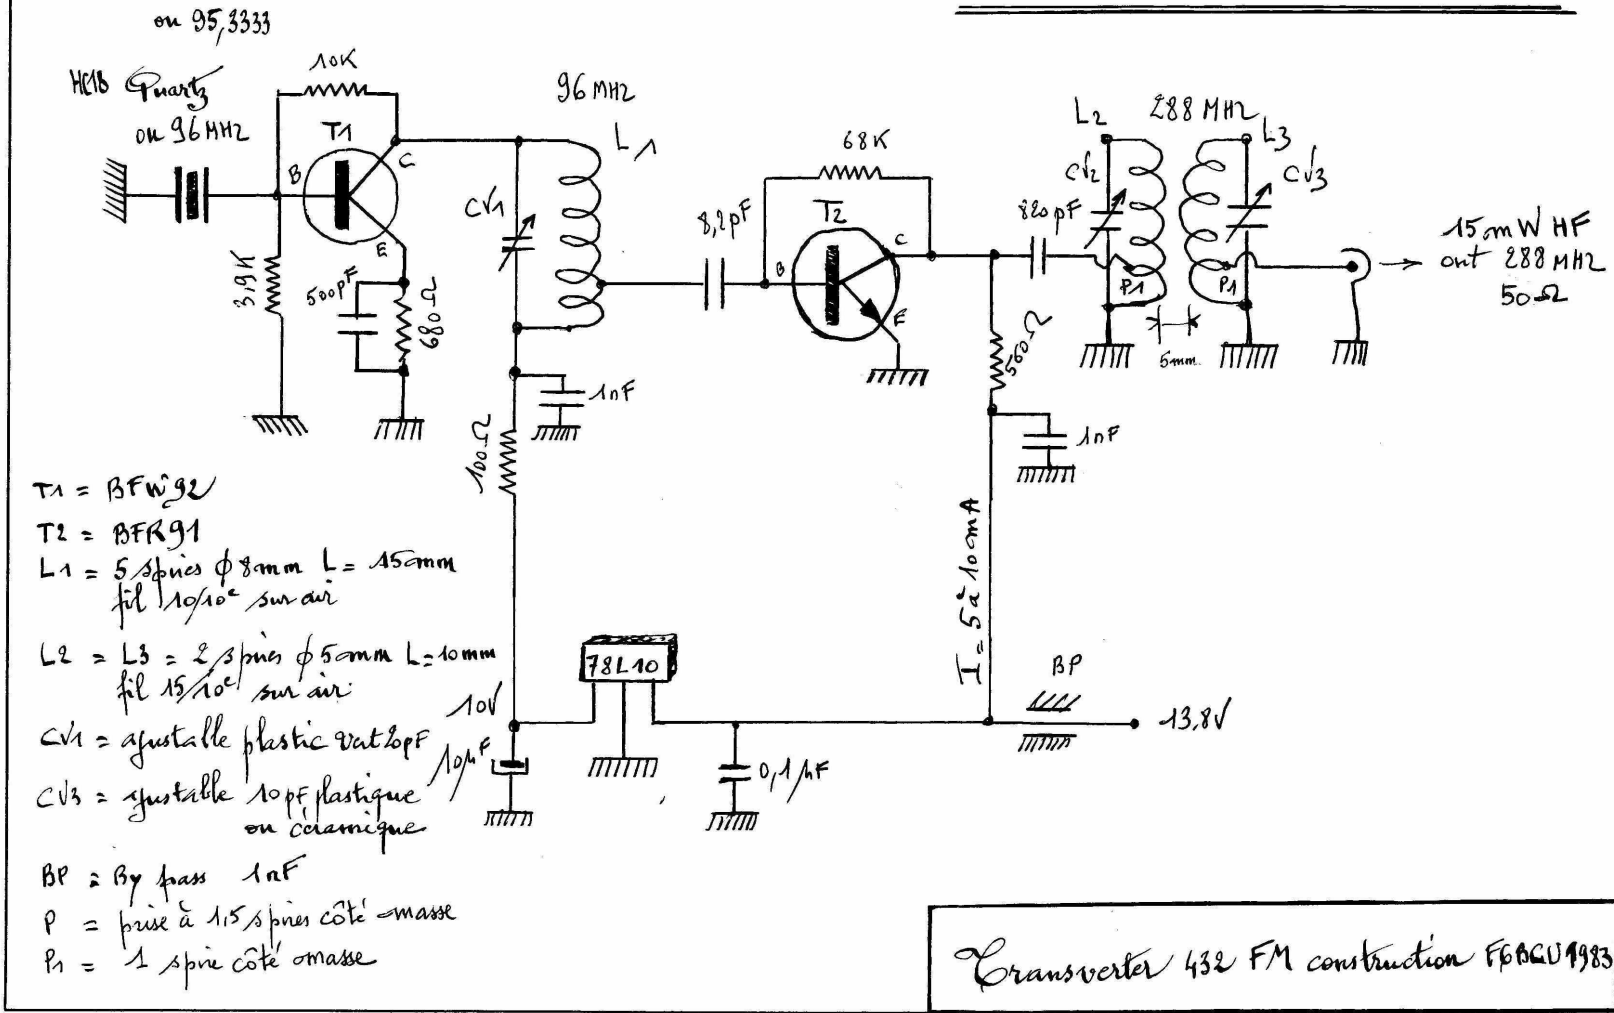 ou 95,3333
10K
HC18 Quartz
ou 96 MHz
T1
B
C
E
3,9K
500pF
680Ω
96 MHz
L1
CV1
1nF
100Ω
8,2pF
68K
T2
B
C
E
820pF
560Ω
1nF
L2
288 MHz
L3
CV2
CV3
P1
P1
5mm
15mW HF
out 288 MHz
50Ω
T1 = BFW92
T2 = BFR91
L1 = 5 spires φ 8mm L = 15mm
fil 10/10e sur air
L2 = L3 = 2 spires φ 5mm L = 10mm
fil 15/10e sur air
CV1 = ajustable plastic vert 20pF
CV3 = ajustable 10pF plastique
ou céramique
BP = By pass 1nF
P = prise à 1,5 spires côté masse
P1 = 1 spire côté masse
10V
10µF
78L10
0,1µF
I = 5 à 10mA
BP
13,8V
Transverter 432 FM construction F6BCU 1983